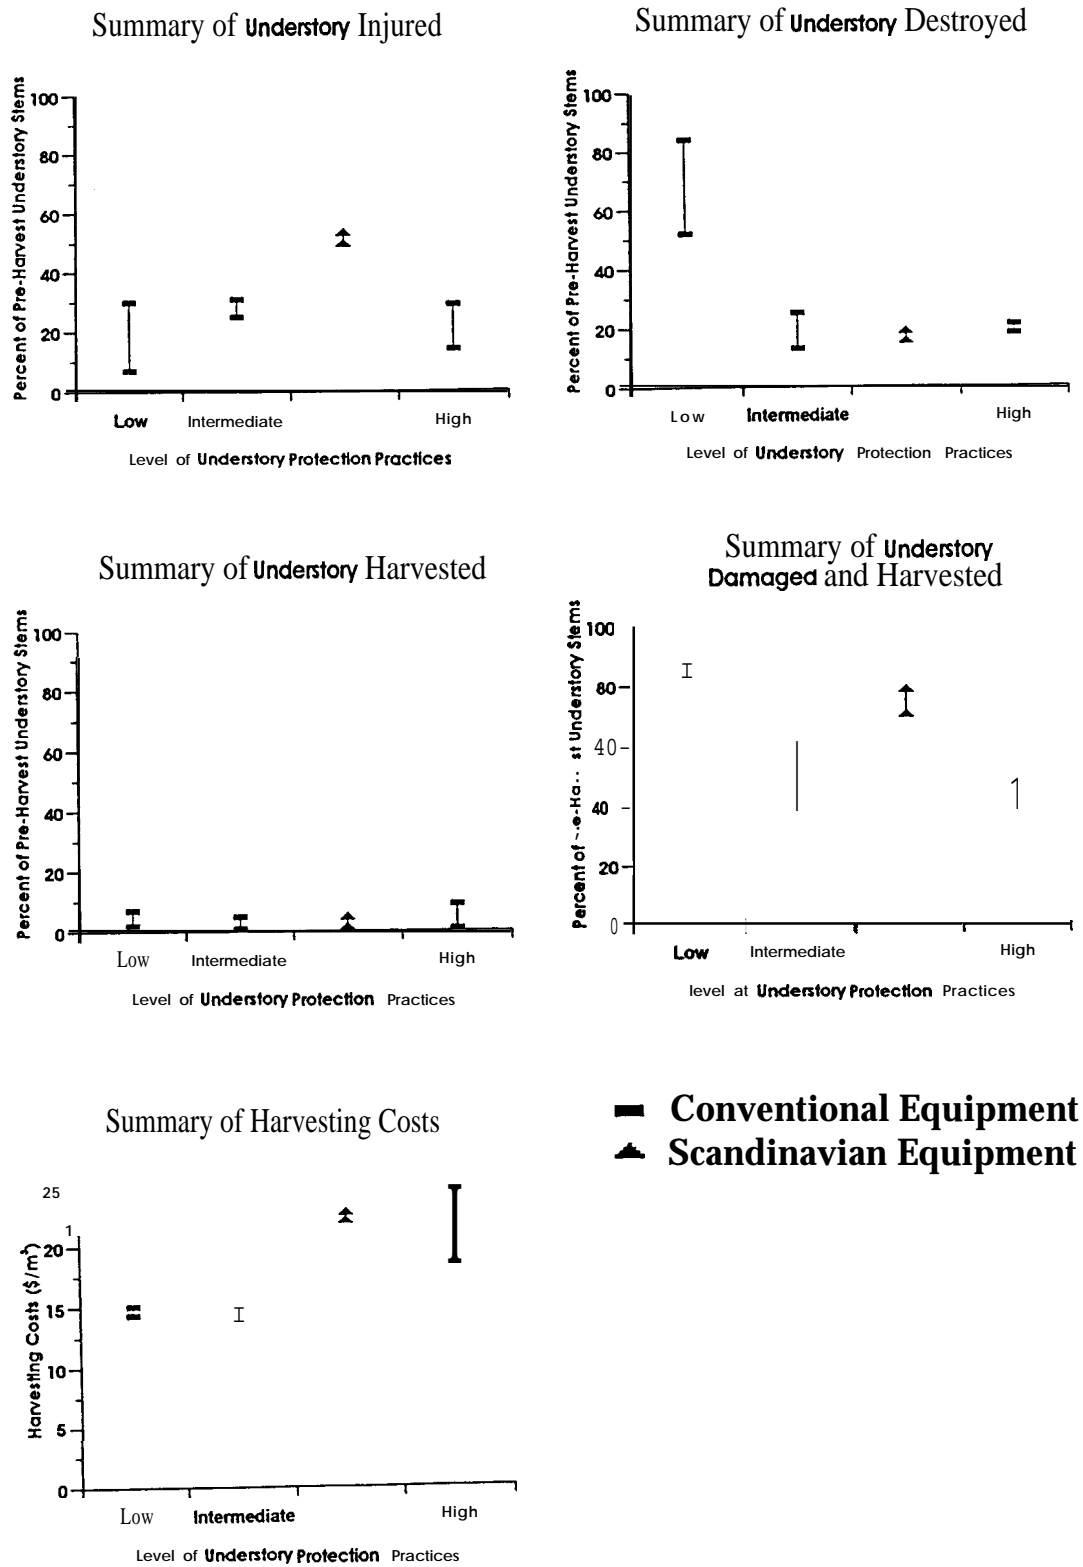 Summary of Understory Injured
Percent of Pre-Harvest Understory Stems
100
80
60
40
20
0
Low Intermediate High
Level of Understory Protection Practices
Summary of Understory Destroyed
Percent of Pre-Harvest Understory Stems
100
80
60
40
20
0
Low Intermediate High
Level of Understory Protection Practices
Summary of Understory Harvested
Percent of Pre-Harvest Understory Stems
100
80
60
40
20
0
Low Intermediate High
Level of Understory Protection Practices
Summary of Understory
Damaged and Harvested
Percent of st Understory Stems
100
80
40
40
20
0
Low Intermediate High
level at Understory Protection Practices
Summary of Harvesting Costs
Harvesting Costs ($/m³)
25
1
20
15
10
5
0
Low Intermediate High
Level of Understory Protection Practices
Conventional Equipment
Scandinavian Equipment